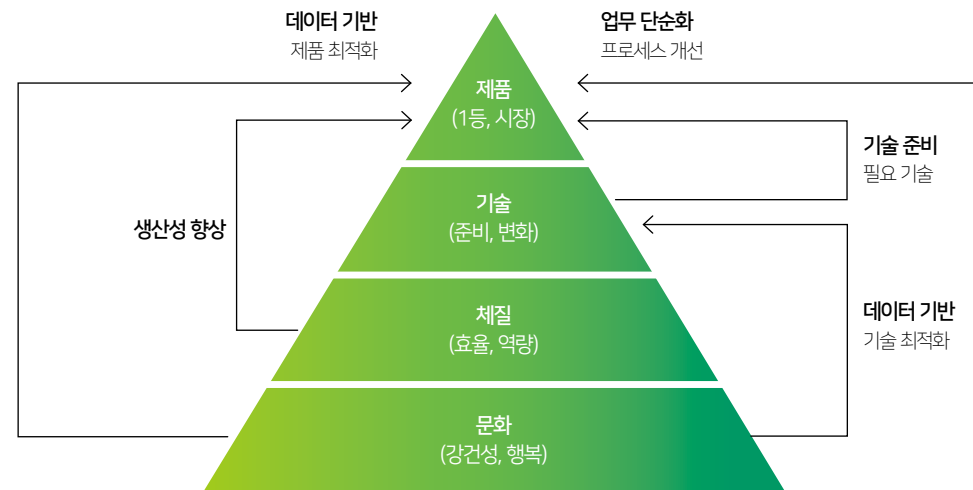 데이터 기반
제품 최적화
업무 단순화
프로세스 개선
제품
(1등, 시장)
기술 준비
필요 기술
기술
(준비, 변화)
생산성 향상
체질
(효율, 역량)
데이터 기반
기술 최적화
문화
(강건성, 행복)